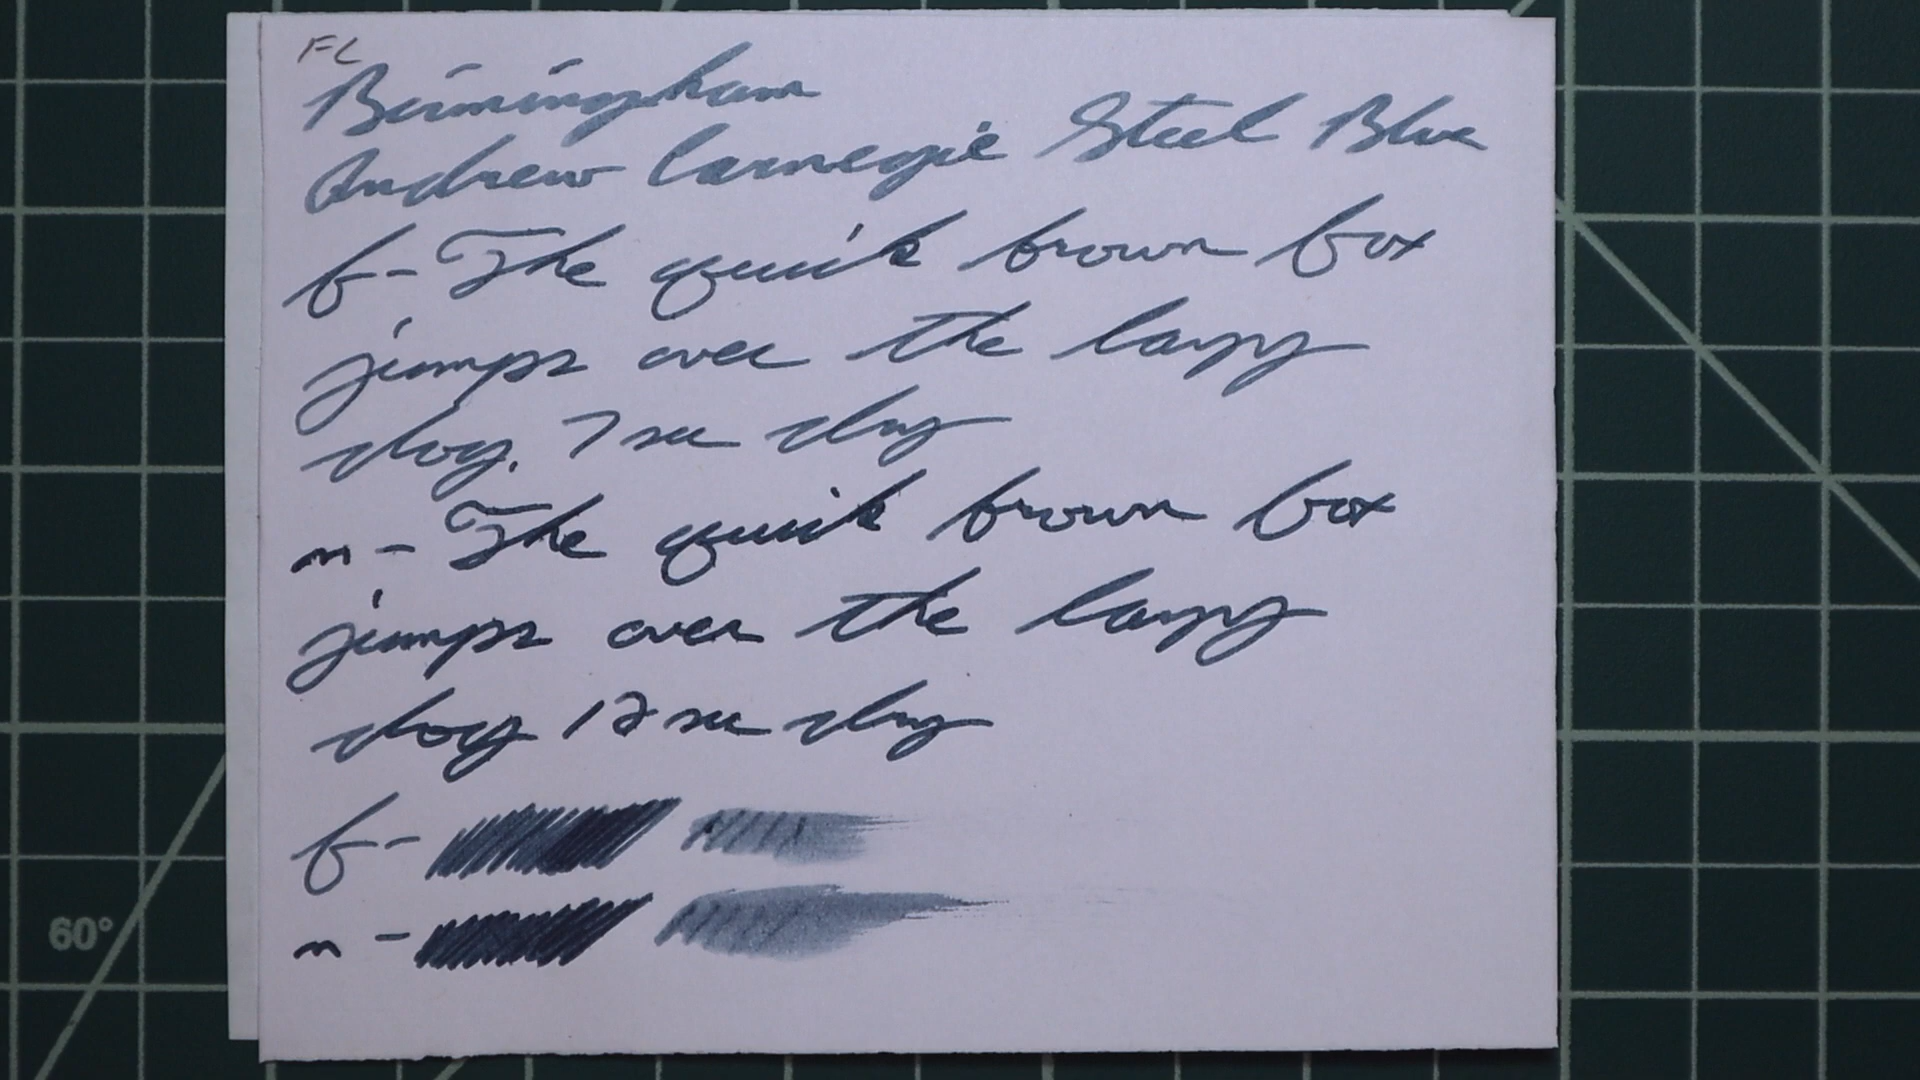 FC
Birmingham
Andrew Carnegie Steel Blue
f- The quick brown fox
jumps over the lazy
dog. 7 sec dry
m - The quick brown fox
jumps over the lazy
dog 12 sec dry
f-
m -
60°